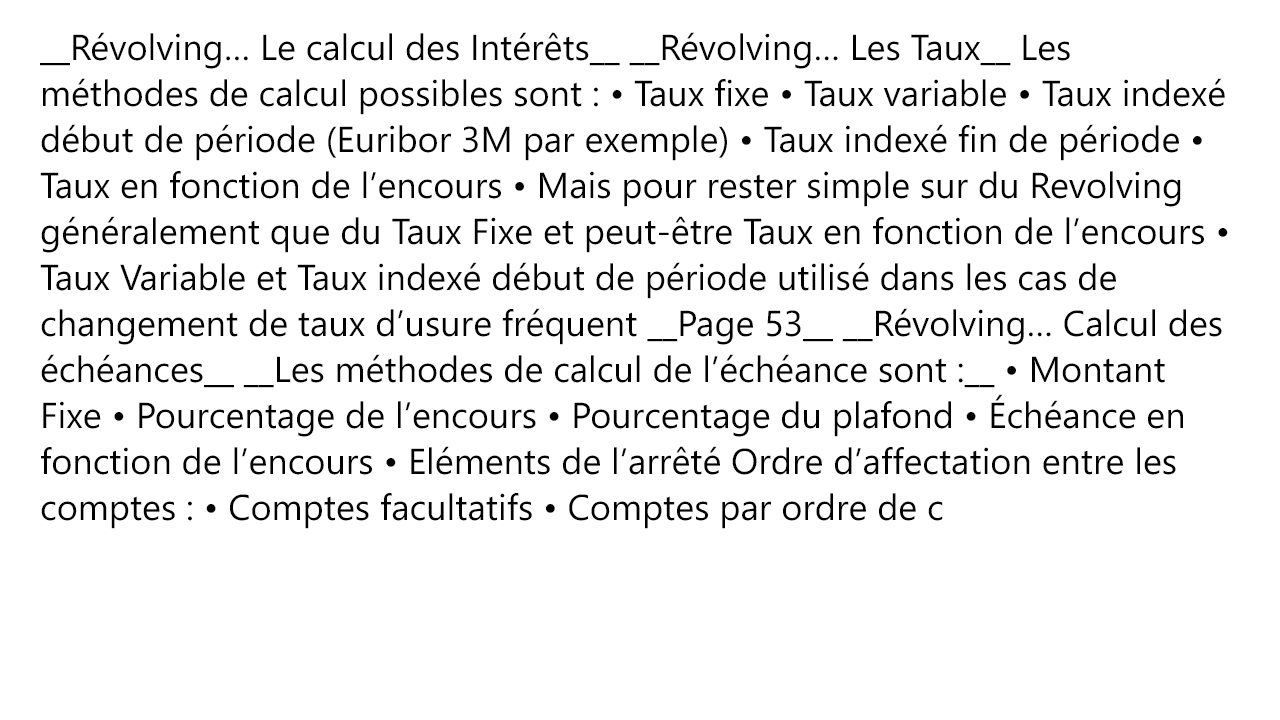 __Révolving… Le calcul des Intérêts__ __Révolving… Les Taux__ Les
méthodes de calcul possibles sont : • Taux fixe • Taux variable • Taux indexé
début de période (Euribor 3M par exemple) • Taux indexé fin de période •
Taux en fonction de l’encours • Mais pour rester simple sur du Revolving
généralement que du Taux Fixe et peut-être Taux en fonction de l’encours •
Taux Variable et Taux indexé début de période utilisé dans les cas de
changement de taux d’usure fréquent __Page 53__ __Révolving… Calcul des
échéances__ __Les méthodes de calcul de l’échéance sont :__ • Montant
Fixe • Pourcentage de l’encours • Pourcentage du plafond • Échéance en
fonction de l’encours • Eléments de l’arrêté Ordre d’affectation entre les
comptes : • Comptes facultatifs • Comptes par ordre de c